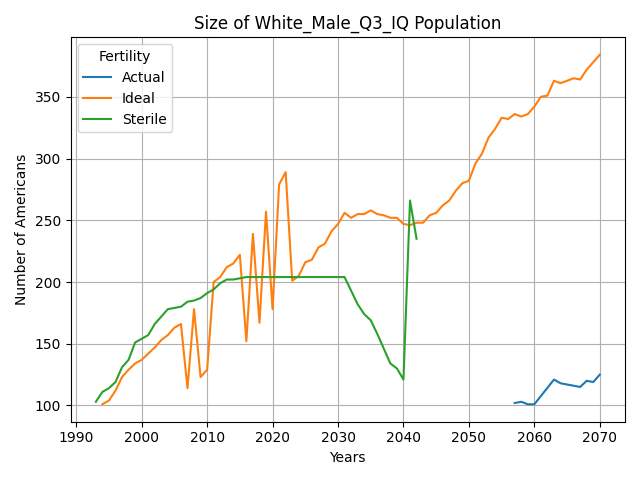 Size of White_Male_Q3_IQ Population
Fertility
Actual
Ideal
Sterile
Number of Americans
350
300
250
200
150
100
1990
2000
2010
2020
2030
2040
2050
2060
2070
Years